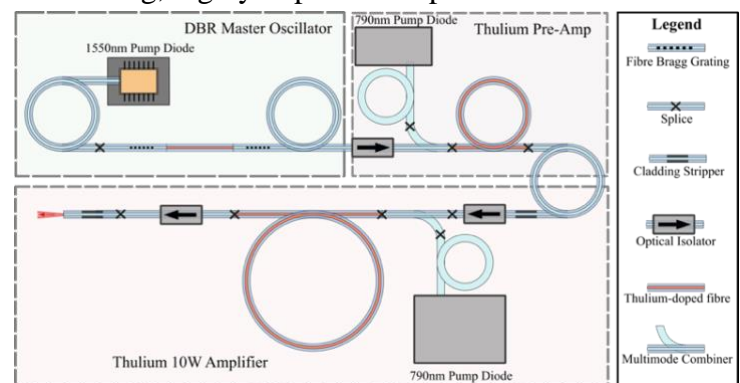 DBR Master Oscillator
1550nm Pump Diode
790nm Pump Diode
Thulium Pre-Amp
Thulium 10W Amplifier
790nm Pump Diode
Legend
Fibre Bragg Grating
Splice
Cladding Stripper
Optical Isolator
Thulium-doped fibre
Multimode Combiner